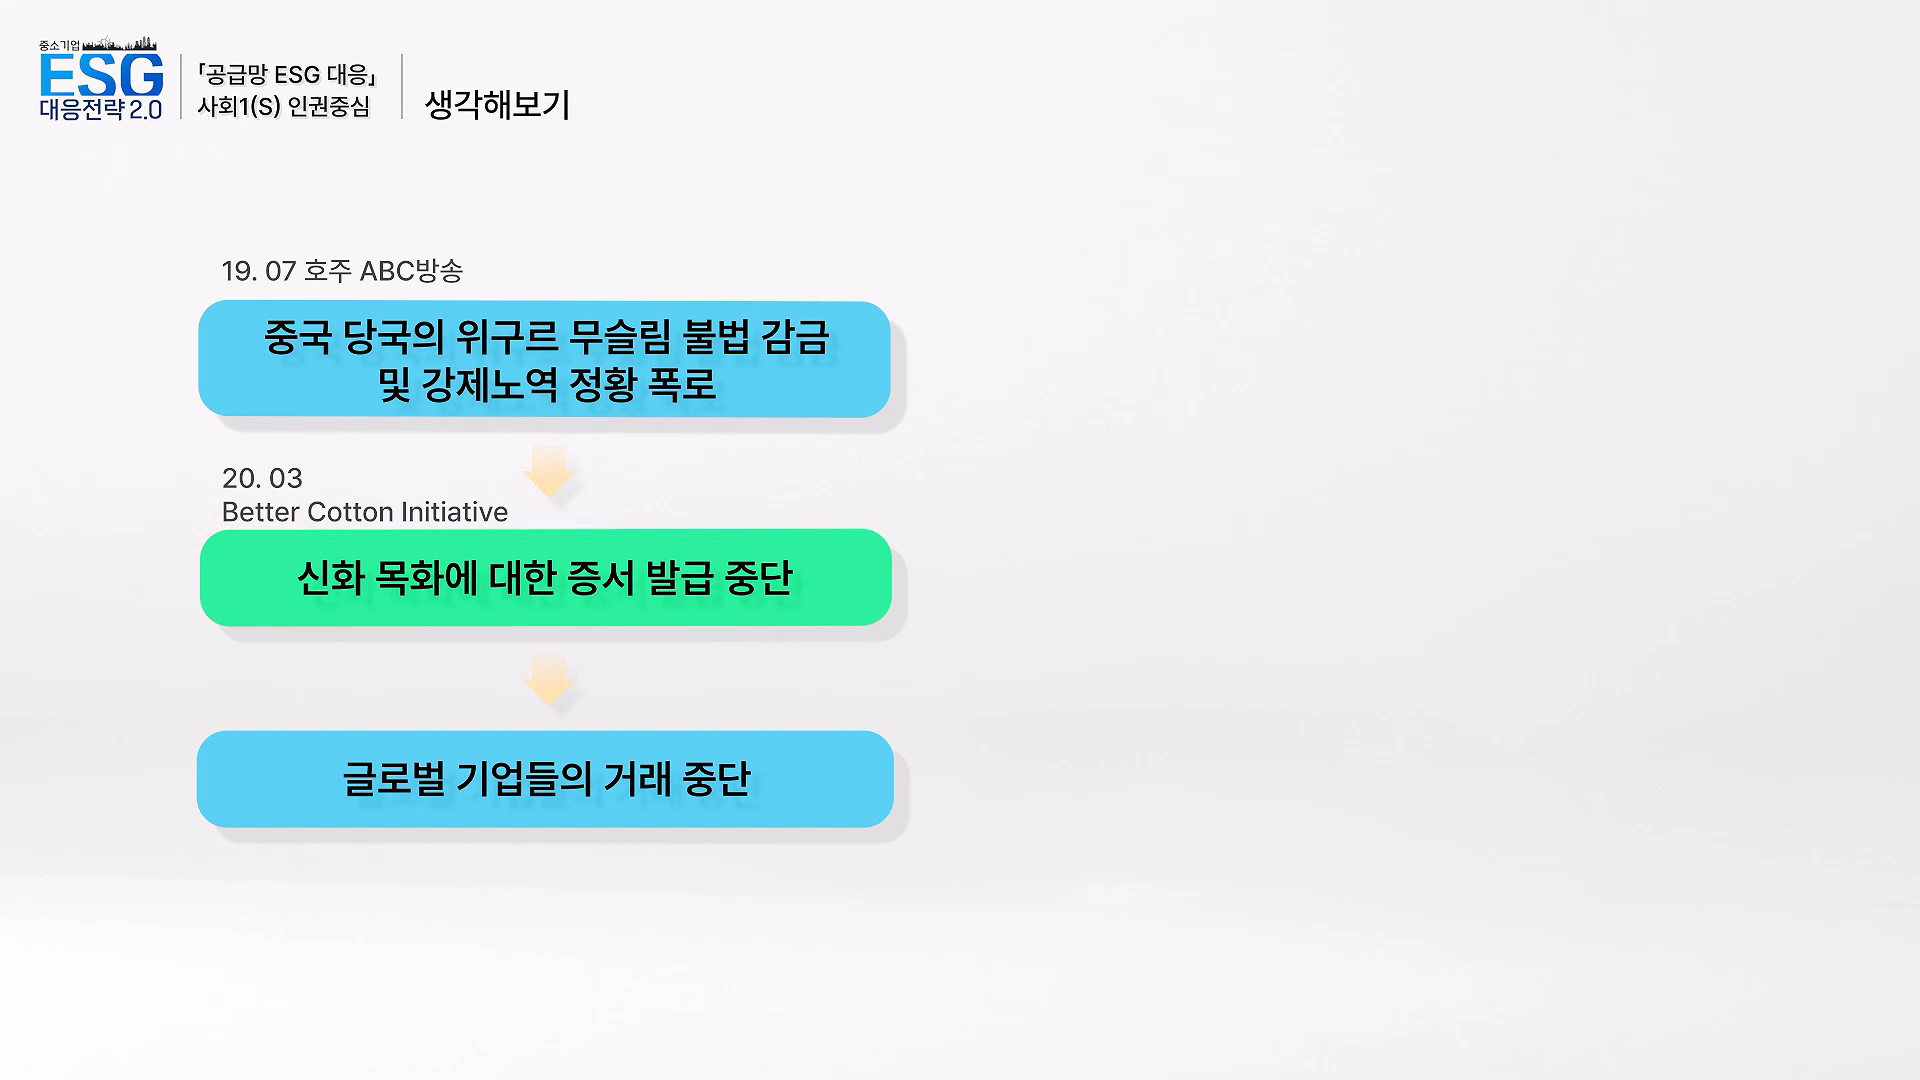 중소기업
ESG
대응전략 2.0
「공급망 ESG 대응」
사회1(S) 인권중심
생각해보기
19. 07 호주 ABC방송
중국 당국의 위구르 무슬림 불법 감금
및 강제노역 정황 폭로
20. 03
Better Cotton Initiative
신화 목화에 대한 증서 발급 중단
글로벌 기업들의 거래 중단